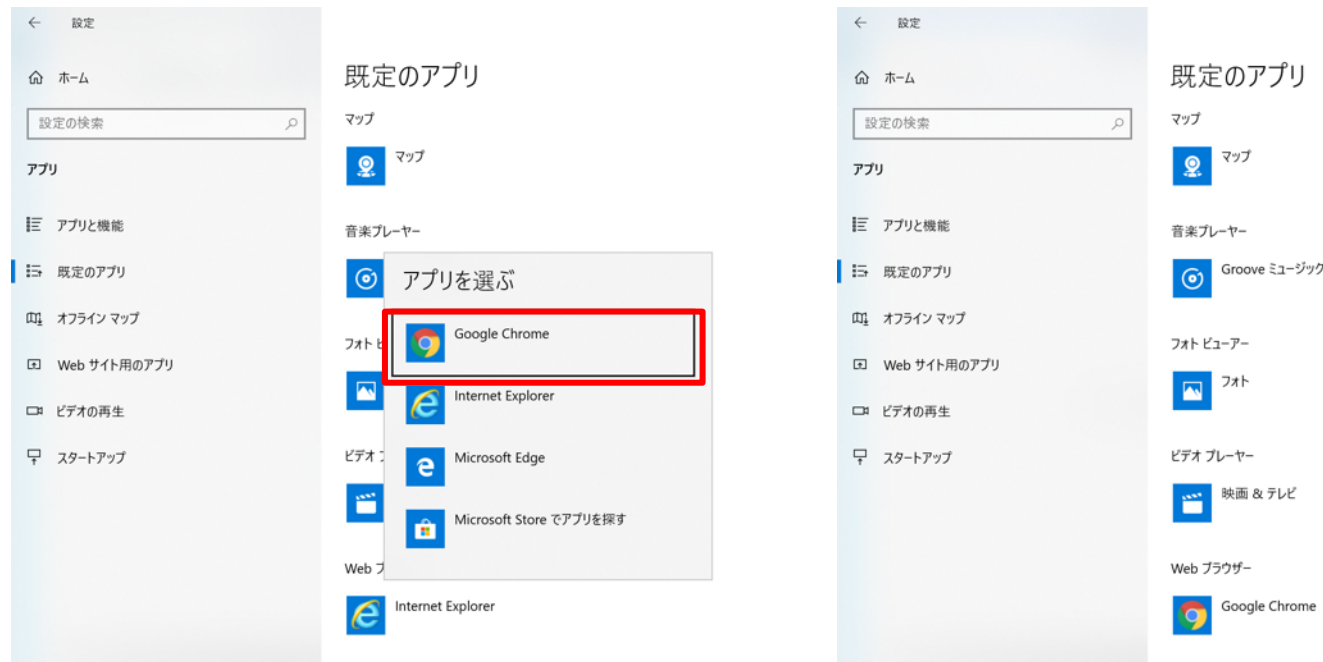 設定
ホーム
設定の検索
アプリ
アプリと機能
既定のアプリ
オフライン マップ
Web サイト用のアプリ
ビデオの再生
スタートアップ
既定のアプリ
マップ
マップ
音楽プレーヤー
アプリを選ぶ
Google Chrome
Internet Explorer
Microsoft Edge
Microsoft Store でアプリを探す
フォト
ビデオ
Web
Internet Explorer
設定
ホーム
設定の検索
アプリ
アプリと機能
既定のアプリ
オフライン マップ
Web サイト用のアプリ
ビデオの再生
スタートアップ
既定のアプリ
マップ
マップ
音楽プレーヤー
Groove ミュージック
フォト ビューアー
フォト
ビデオ プレーヤー
映画 & テレビ
Web ブラウザー
Google Chrome